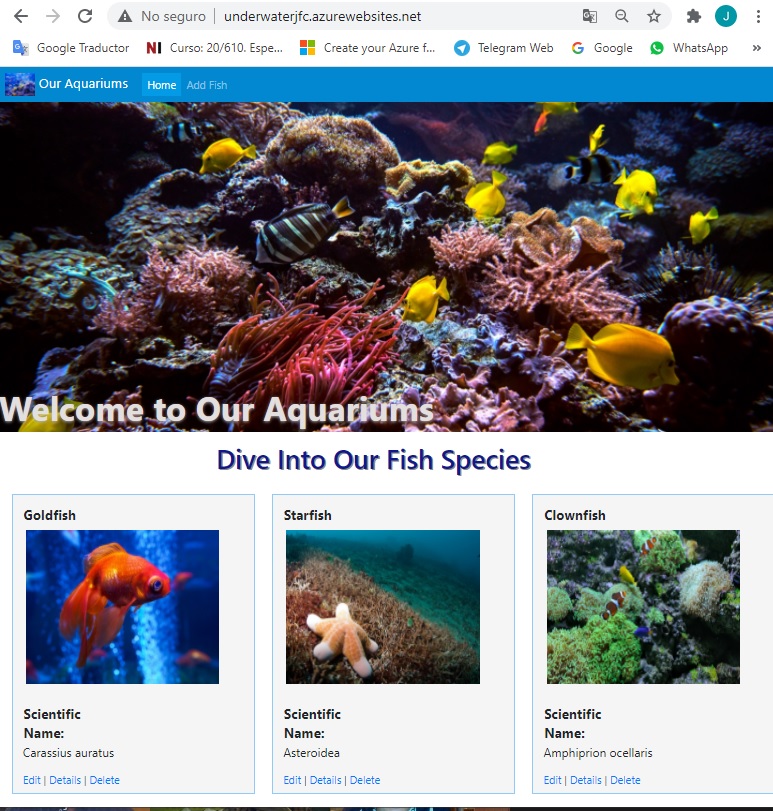 No seguro underwaterjfc.azurewebsites.net
Google Traductor Curso: 20/610. Espe... Create your Azure f... Telegram Web Google WhatsApp
Our Aquariums Home Add Fish
Welcome to Our Aquariums
Dive Into Our Fish Species
Goldfish
Scientific
Name:
Carassius auratus
Edit | Details | Delete
Starfish
Scientific
Name:
Asteroidea
Edit | Details | Delete
Clownfish
Scientific
Name:
Amphiprion ocellaris
Edit | Details | Delete